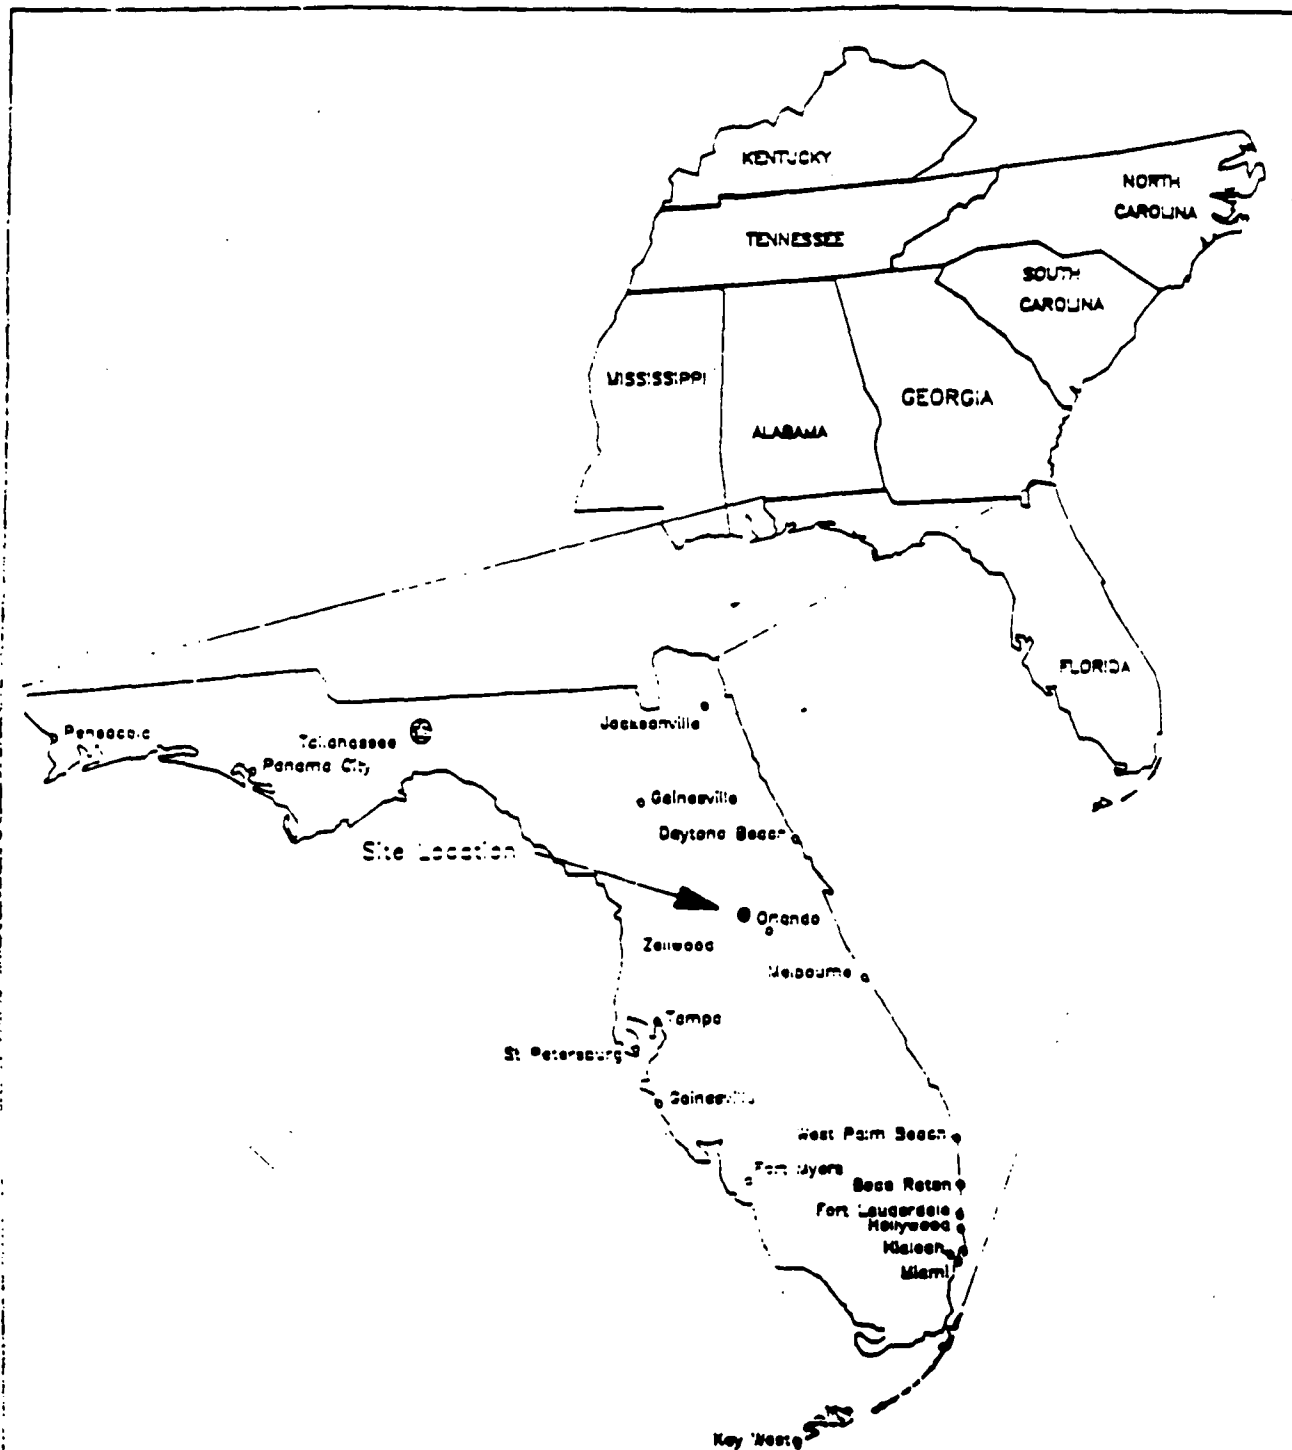 KENTUCKY
NORTH
CAROLINA
TENNESSEE
SOUTH
CAROLINA
MISSISSIPPI
GEORGIA
ALABAMA
FLORIDA
Jacksonville
Pensacola
Tallahassee
Panama City
Gainesville
Daytona Beach
Site Location
Orlando
Zellwood
Melbourne
Tampa
St Petersburg
Gainesville
West Palm Beach
Fort Myers
Boca Raton
Fort Lauderdale
Hollywood
Hialeah
Miami
Key West